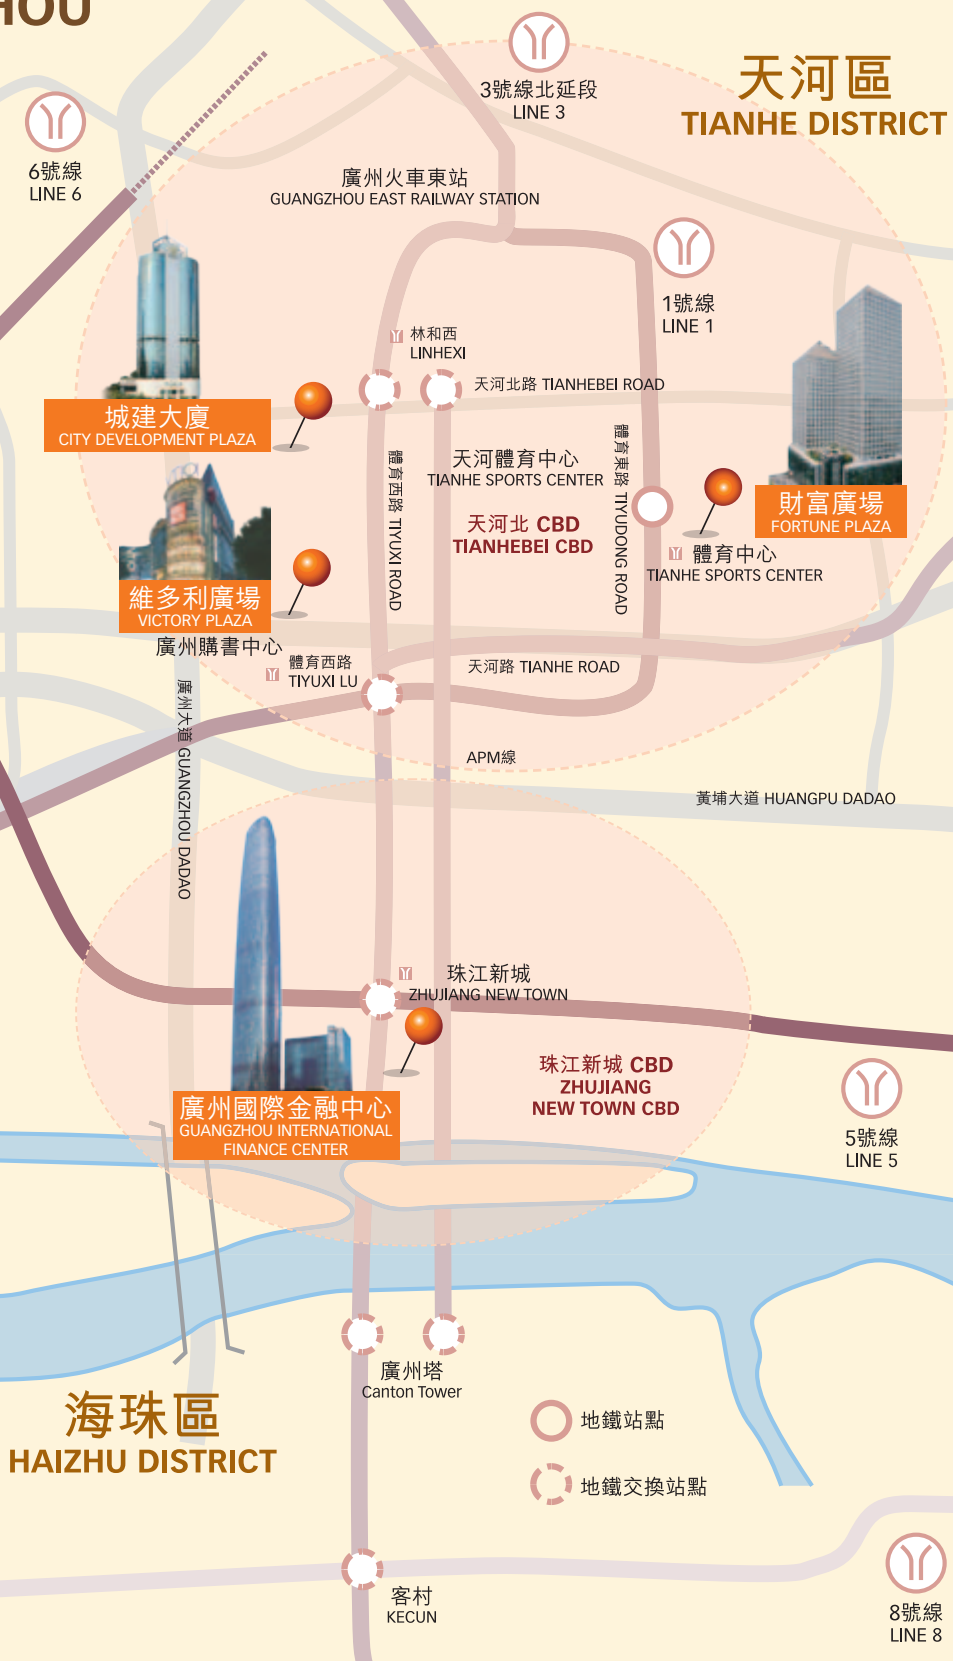 HOU
3號線北延段
LINE 3
天河區
TIANHE DISTRICT
6號線
LINE 6
廣州火車東站
GUANGZHOU EAST RAILWAY STATION
1號線
LINE 1
林和西
LINHEXI
天河北路 TIANHEBEI ROAD
城建大廈
CITY DEVELOPMENT PLAZA
體育西路 TIYUXI ROAD
天河體育中心
TIANHE SPORTS CENTER
體育東路 TIYUDONG ROAD
天河北 CBD
TIANHEBEI CBD
財富廣場
FORTUNE PLAZA
體育中心
TIANHE SPORTS CENTER
維多利廣場
VICTORY PLAZA
廣州購書中心
體育西路
TIYUXI LU
天河路 TIANHE ROAD
廣州大道 GUANGZHOU DADAO
APM線
黃埔大道 HUANGPU DADAO
珠江新城
ZHUJIANG NEW TOWN
珠江新城 CBD
ZHUJIANG
NEW TOWN CBD
廣州國際金融中心
GUANGZHOU INTERNATIONAL
FINANCE CENTER
5號線
LINE 5
廣州塔
Canton Tower
海珠區
HAIZHU DISTRICT
地鐵站點
地鐵交換站點
客村
KECUN
8號線
LINE 8